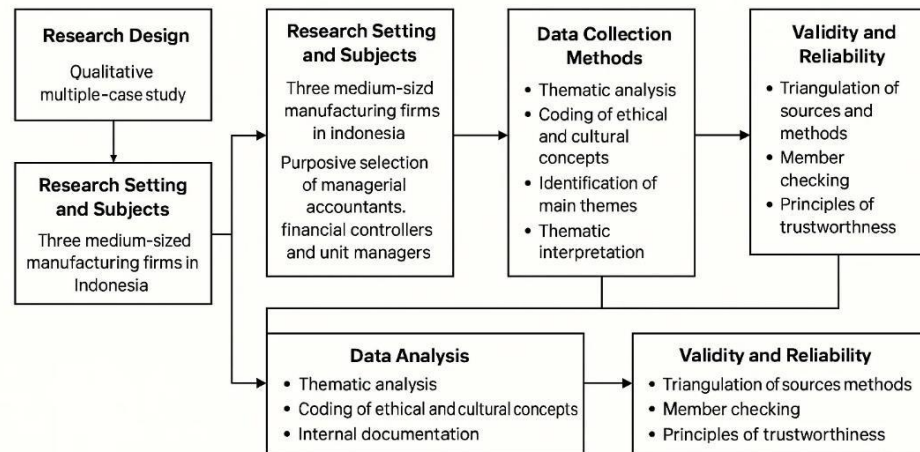 Research Design
Qualitative
multiple-case study
Research Setting
and Subjects
Three medium-sized
manufacturing firms in
Indonesia
Research Setting
and Subjects
Three medium-sizd
manufacturing firms
in indonesia
Purposive selection
of managerial
accountants.
financial controllers
and unit managers
Data Collection
Methods
• Thematic analysis
• Coding of ethical
and cultural
concepts
• Identification of
main themes
• Thematic
interpretation
Validity and
Reliability
• Triangulation of
sources and
methods
• Member
checking
• Principles of
trustworthness
Data Analysis
• Thematic analysis
• Coding of ethical and cultural concepts
• Internal documentation
Validity and Reliability
• Triangulation of sources methods
• Member checking
• Principles of trustworthiness